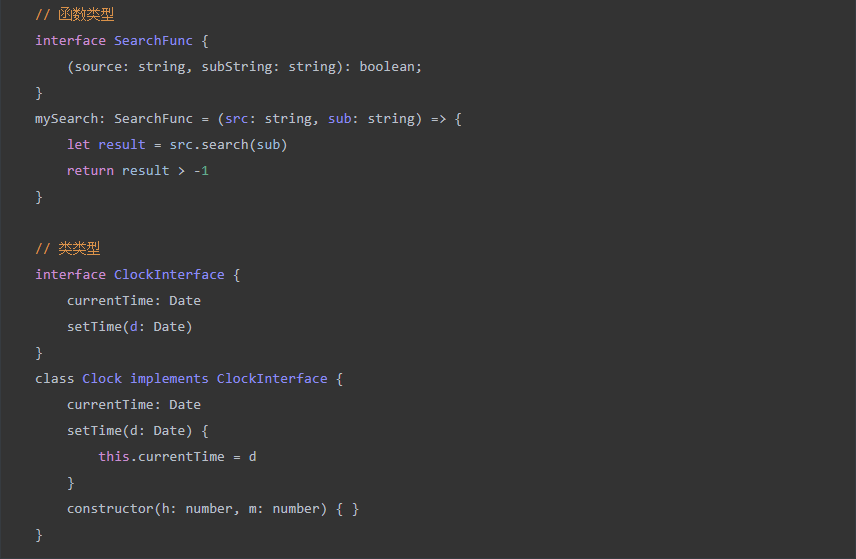 // 函数类型
interface SearchFunc {
    (source: string, subString: string): boolean;
}
mySearch: SearchFunc = (src: string, sub: string) => {
    let result = src.search(sub)
    return result > -1
}

// 类类型
interface ClockInterface {
    currentTime: Date
    setTime(d: Date)
}
class Clock implements ClockInterface {
    currentTime: Date
    setTime(d: Date) {
        this.currentTime = d
    }
    constructor(h: number, m: number) { }
}